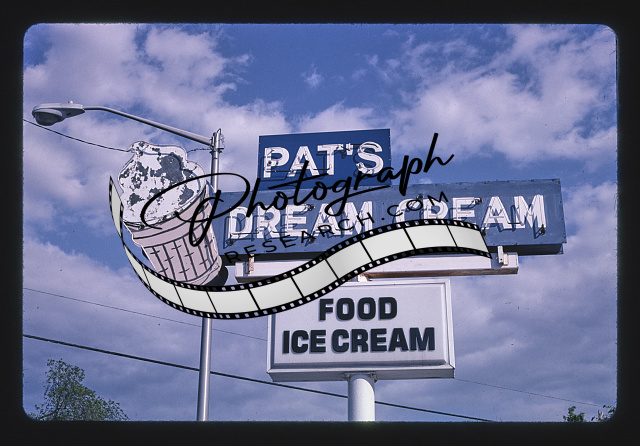 PAT'S
DREAM CREAM
Photograph
RESEARCH.COM
FOOD
ICE CREAM